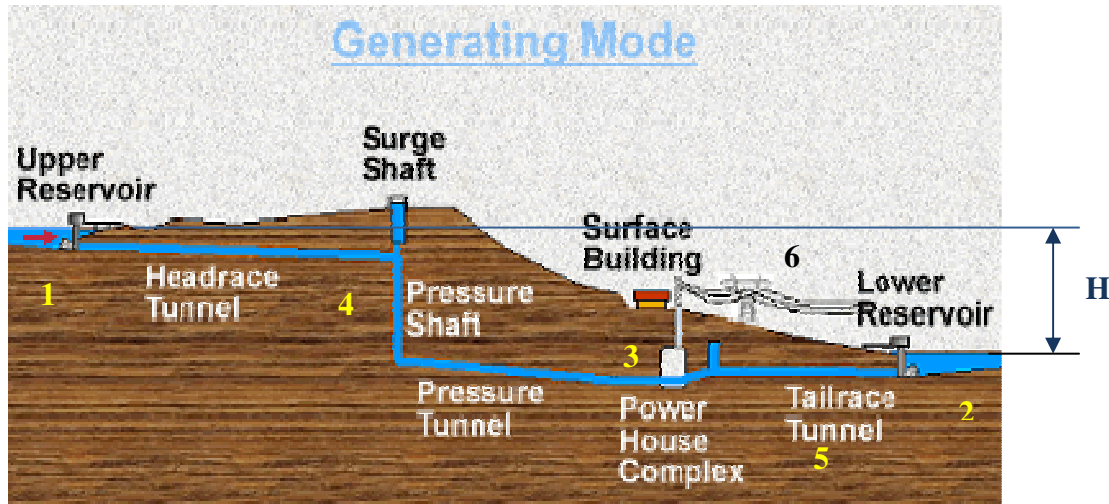 Generating Mode
Surge
Shaft
Upper
Reservoir
Surface
Building
6
H
Lower
Reservoir
1
Headrace
Tunnel
4
Pressure
Shaft
3
Pressure
Tunnel
Power
House
Complex
Tailrace
Tunnel
5
2